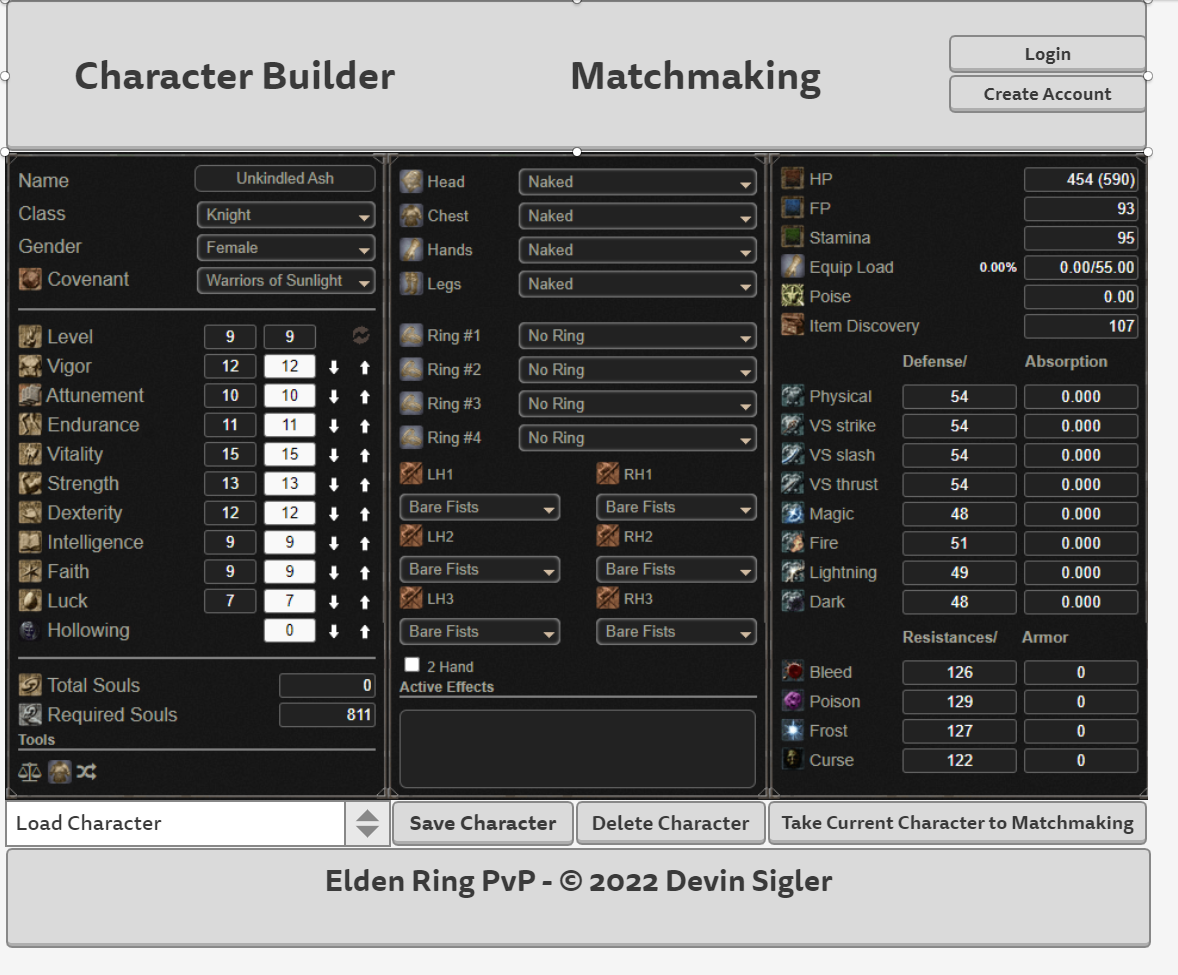 Character Builder
Matchmaking
Login
Create Account
Name
Unkindled Ash
Class
Knight
Gender
Female
Covenant
Warriors of Sunlight
Level 9 9
Vigor 12 12
Attunement 10 10
Endurance 11 11
Vitality 15 15
Strength 13 13
Dexterity 12 12
Intelligence 9 9
Faith 9 9
Luck 7 7
Hollowing 0
Total Souls 0
Required Souls 811
Tools
Head Naked
Chest Naked
Hands Naked
Legs Naked
Ring #1 No Ring
Ring #2 No Ring
Ring #3 No Ring
Ring #4 No Ring
LH1 RH1
Bare Fists Bare Fists
LH2 RH2
Bare Fists Bare Fists
LH3 RH3
Bare Fists Bare Fists
2 Hand
Active Effects
HP 454 (590)
FP 93
Stamina 95
Equip Load 0.00% 0.00/55.00
Poise 0.00
Item Discovery 107
Defense/ Absorption
Physical 54 0.000
VS strike 54 0.000
VS slash 54 0.000
VS thrust 54 0.000
Magic 48 0.000
Fire 51 0.000
Lightning 49 0.000
Dark 48 0.000
Resistances/ Armor
Bleed 126 0
Poison 129 0
Frost 127 0
Curse 122 0
Load Character
Save Character
Delete Character
Take Current Character to Matchmaking
Elden Ring PvP - © 2022 Devin Sigler